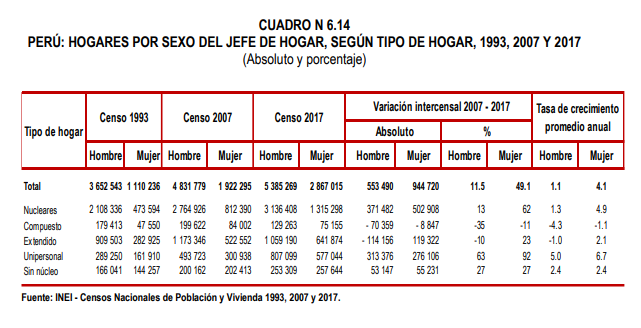 CUADRO N 6.14
PERÚ: HOGARES POR SEXO DEL JEFE DE HOGAR, SEGÚN TIPO DE HOGAR, 1993, 2007 Y 2017
(Absoluto y porcentaje)
Tipo de hogar Censo 1993 Censo 2007 Censo 2017 Variación intercensal 2007 - 2017 Tasa de crecimiento promedio anual
Absoluto %
Hombre Mujer Hombre Mujer Hombre Mujer Hombre Mujer Hombre Mujer Hombre Mujer
Total 3 652 543 1 110 236 4 831 779 1 922 295 5 385 269 2 867 015 553 490 944 720 11.5 49.1 1.1 4.1
Nucleares 2 108 336 473 594 2 764 926 812 390 3 136 408 1 315 298 371 482 502 908 13 62 1.3 4.9
Compuesto 179 413 47 550 199 622 84 002 129 263 75 155 - 70 359 - 8 847 -35 -11 -4.3 -1.1
Extendido 909 503 282 925 1 173 346 522 552 1 059 190 641 874 - 114 156 119 322 -10 23 -1.0 2.1
Unipersonal 289 250 161 910 493 723 300 938 807 099 577 044 313 376 276 106 63 92 5.0 6.7
Sin núcleo 166 041 144 257 200 162 202 413 253 309 257 644 53 147 55 231 27 27 2.4 2.4
Fuente: INEI - Censos Nacionales de Población y Vivienda 1993, 2007 y 2017.